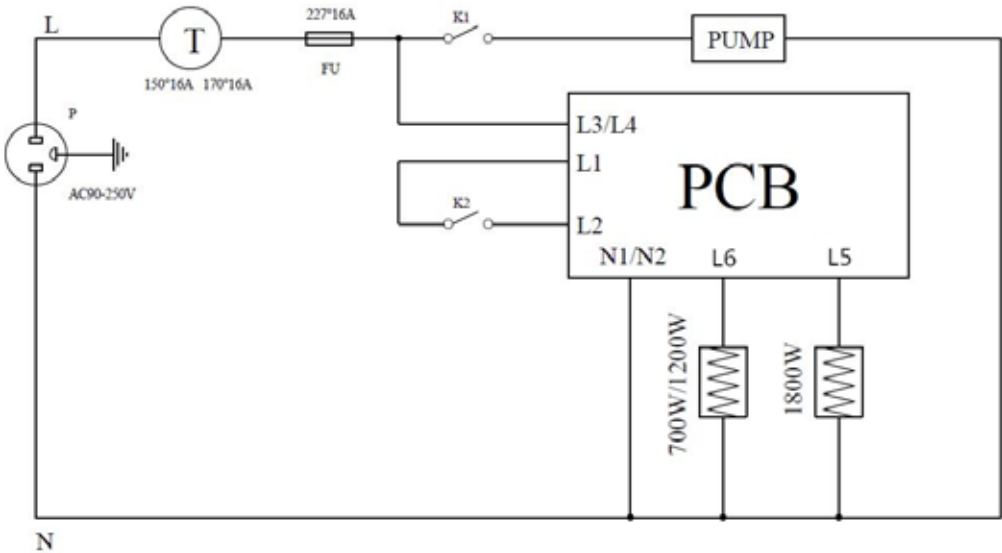 L
T
150°16A 170°16A
227°16A
FU
K1
PUMP
P
AC90-250V
L3/L4
L1
K2
L2
PCB
N1/N2
L6
L5
700W/1200W
1800W
N